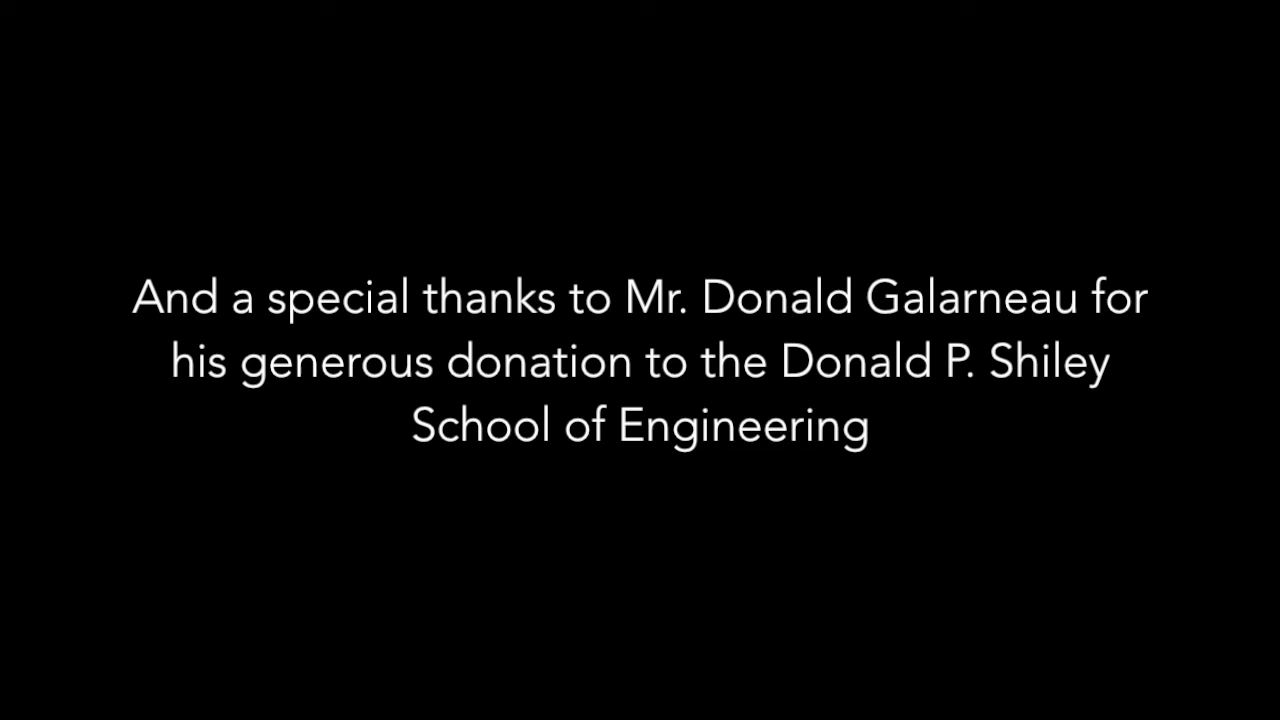 And a special thanks to Mr. Donald Galarneau for
his generous donation to the Donald P. Shiley
School of Engineering